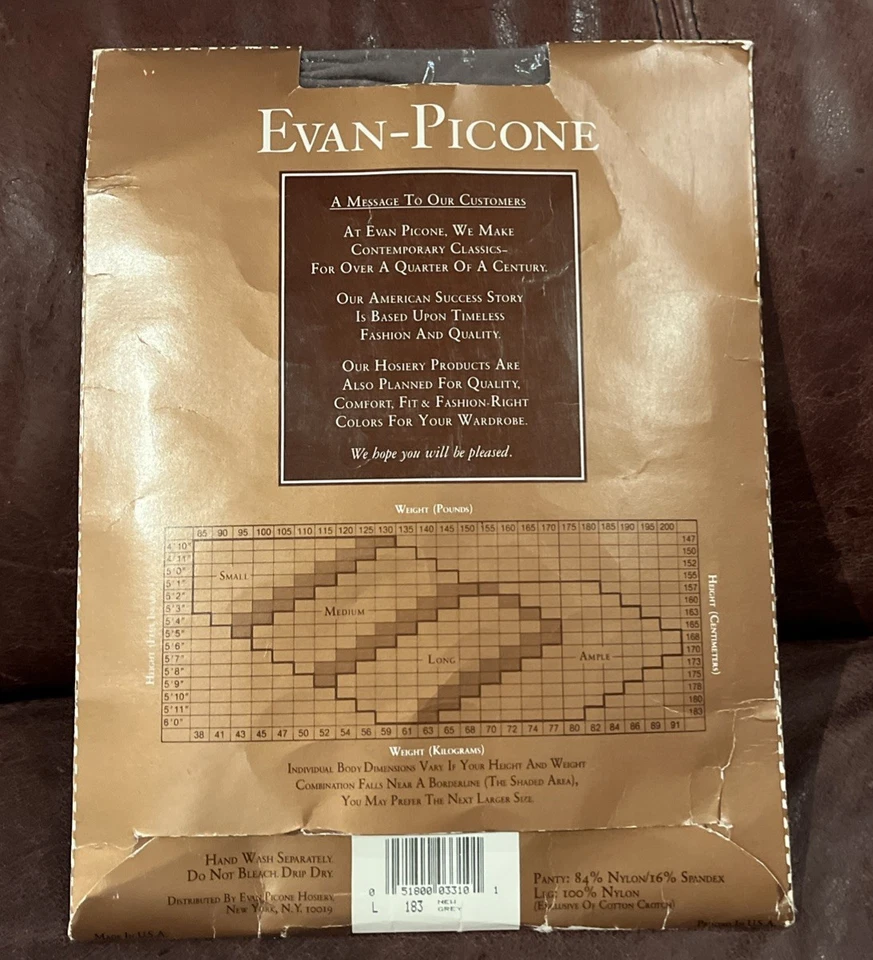 EVAN-PICONE
A MESSAGE TO OUR CUSTOMERS
AT EVAN PICONE, WE MAKE
CONTEMPORARY CLASSICS–
FOR OVER A QUARTER OF A CENTURY.
OUR AMERICAN SUCCESS STORY
IS BASED UPON TIMELESS
FASHION AND QUALITY.
OUR HOSIERY PRODUCTS ARE
ALSO PLANNED FOR QUALITY,
COMFORT, FIT & FASHION-RIGHT
COLORS FOR YOUR WARDROBE.
We hope you will be pleased.
WEIGHT (POUNDS)
85 90 95 100 105 110 115 120 125 130 135 140 145 150 155 160 165 170 175 180 185 190 195 200
4'10" 147
4'11" 150
5'0" 152
SMALL
5'1" 155
5'2" 157
5'3" 160
MEDIUM
5'4" 163
5'5" 165
5'6" 168
5'7" 170
LONG
AMPLE
5'8" 173
5'9" 175
5'10" 178
5'11" 180
6'0" 183
HEIGHT
HEIGHT (CENTIMETERS)
38 41 43 45 47 50 52 54 56 59 61 63 65 68 70 72 74 77 80 82 84 86 89 91
WEIGHT (KILOGRAMS)
INDIVIDUAL BODY DIMENSIONS VARY. IF YOUR HEIGHT AND WEIGHT
COMBINATION FALLS NEAR A BORDERLINE (THE SHADED AREA),
YOU MAY PREFER THE NEXT LARGER SIZE.
HAND WASH SEPARATELY.
DO NOT BLEACH. DRIP DRY.
DISTRIBUTED BY EVAN PICONE HOSIERY,
NEW YORK, N.Y. 10019
MADE IN U.S.A.
0 51800 03310 1
L 183 NEW
GREY
PANTY: 84% NYLON/16% SPANDEX
LEG: 100% NYLON
(EXCLUSIVE OF COTTON CROTCH)
PRINTED IN U.S.A.